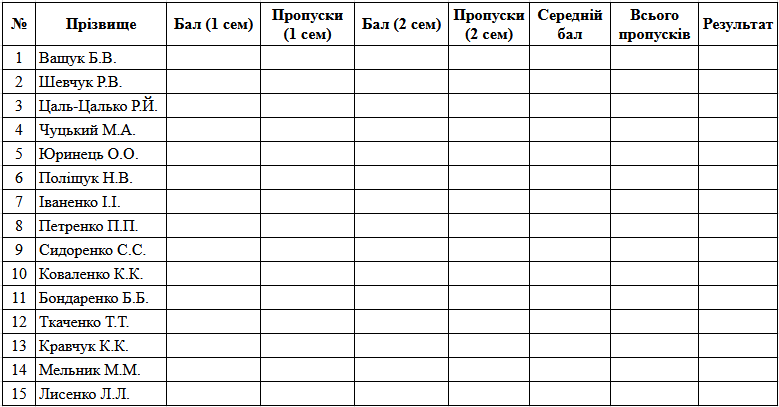 № Прізвище Бал (1 сем) Пропуски (1 сем) Бал (2 сем) Пропуски (2 сем) Середній бал Всього пропусків Результат
1 Ващук Б.В.
2 Шевчук Р.В.
3 Цаль-Цалько Р.Й.
4 Чуцький М.А.
5 Юринець О.О.
6 Поліщук Н.В.
7 Іваненко І.І.
8 Петренко П.П.
9 Сидоренко С.С.
10 Коваленко К.К.
11 Бондаренко Б.Б.
12 Ткаченко Т.Т.
13 Кравчук К.К.
14 Мельник М.М.
15 Лисенко Л.Л.